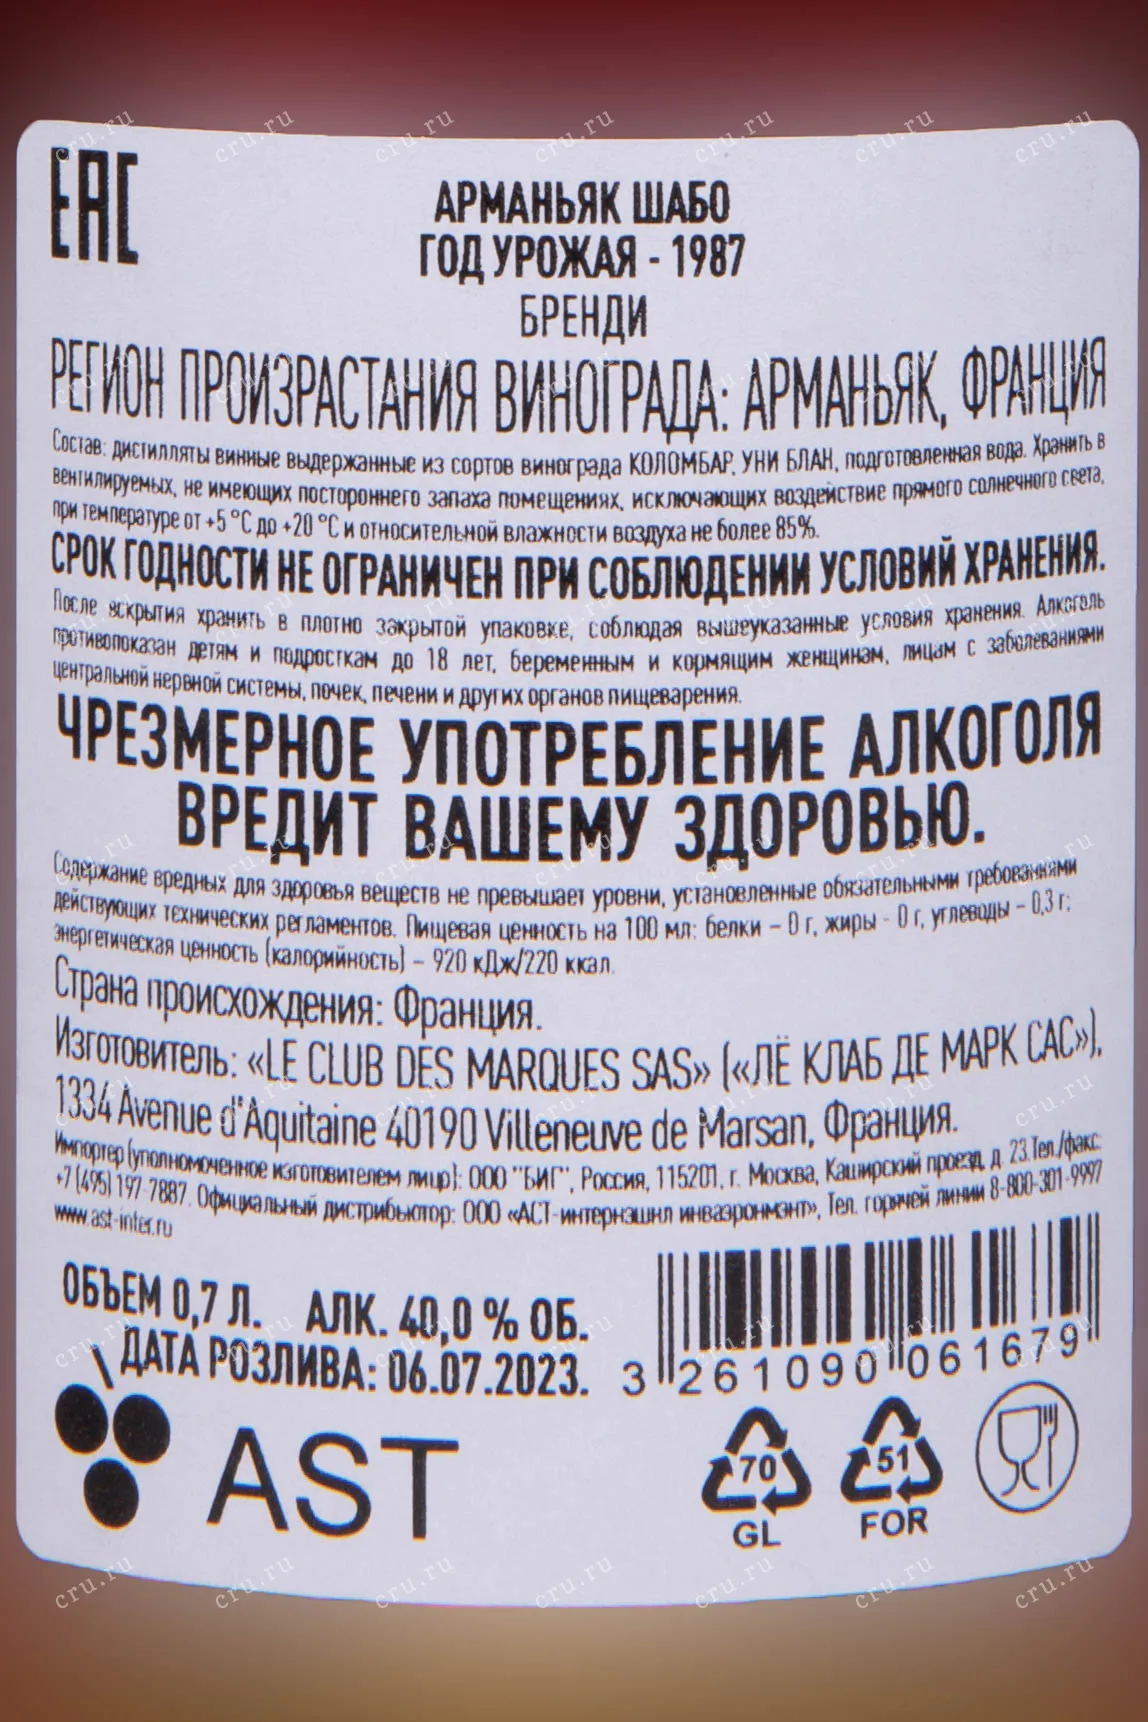 ЕАС
АРМАНЬЯК ШАБО
ГОД УРОЖАЯ - 1987
БРЕНДИ
РЕГИОН ПРОИЗРАСТАНИЯ ВИНОГРАДА: АРМАНЬЯК, ФРАНЦИЯ
Состав: дистилляты винные выдержанные из сортов винограда КОЛОМБАР, УНИ БЛАН, подготовленная вода. Хранить в
вентилируемых, не имеющих постороннего запаха помещениях, исключающих воздействие прямого солнечного света,
при температуре от +5 °С до +20 °С и относительной влажности воздуха не более 85%.
СРОК ГОДНОСТИ НЕ ОГРАНИЧЕН ПРИ СОБЛЮДЕНИИ УСЛОВИЙ ХРАНЕНИЯ.
После вскрытия хранить в плотно закрытой упаковке, соблюдая вышеуказанные условия хранения. Алкоголь
противопоказан детям и подросткам до 18 лет, беременным и кормящим женщинам, лицам с заболеваниями
центральной нервной системы, почек, печени и других органов пищеварения.
ЧРЕЗМЕРНОЕ УПОТРЕБЛЕНИЕ АЛКОГОЛЯ
ВРЕДИТ ВАШЕМУ ЗДОРОВЬЮ.
Содержание вредных для здоровья веществ не превышает уровни, установленные обязательными требованиями
действующих технических регламентов. Пищевая ценность на 100 мл: белки – 0 г, жиры - 0 г, углеводы – 0,3 г;
энергетическая ценность (калорийность) – 920 кДж/220 ккал.
Страна происхождения: Франция.
Изготовитель: «LE CLUB DES MARQUES SAS» («ЛЁ КЛАБ ДЕ МАРК САС»),
1334 Avenue d'Aquitaine 40190 Villeneuve de Marsan, Франция.
Импортер (уполномоченное изготовителем лицо): ООО "БИГ", Россия, 115201, г. Москва, Каширский проезд, д. 23.Тел./факс:
+7 (495) 197-7887. Официальный дистрибьютор: ООО «АСТ-интернэшнл инваэронмэнт», Тел. горячей линии 8-800-301-9997
www.ast-inter.ru
ОБЪЕМ 0,7 Л. АЛК. 40,0 % ОБ.
ДАТА РОЗЛИВА: 06.07.2023.
3 261090 061679
AST
70
GL
51
FOR
cru.ru